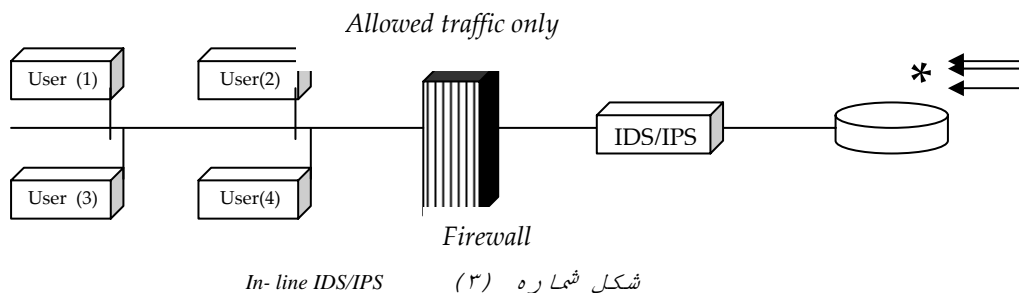 Allowed traffic only
User (1) User(2)
*
IDS/IPS
User (3) User(4)
Firewall
In- line IDS/IPS شکل شماره (۳)